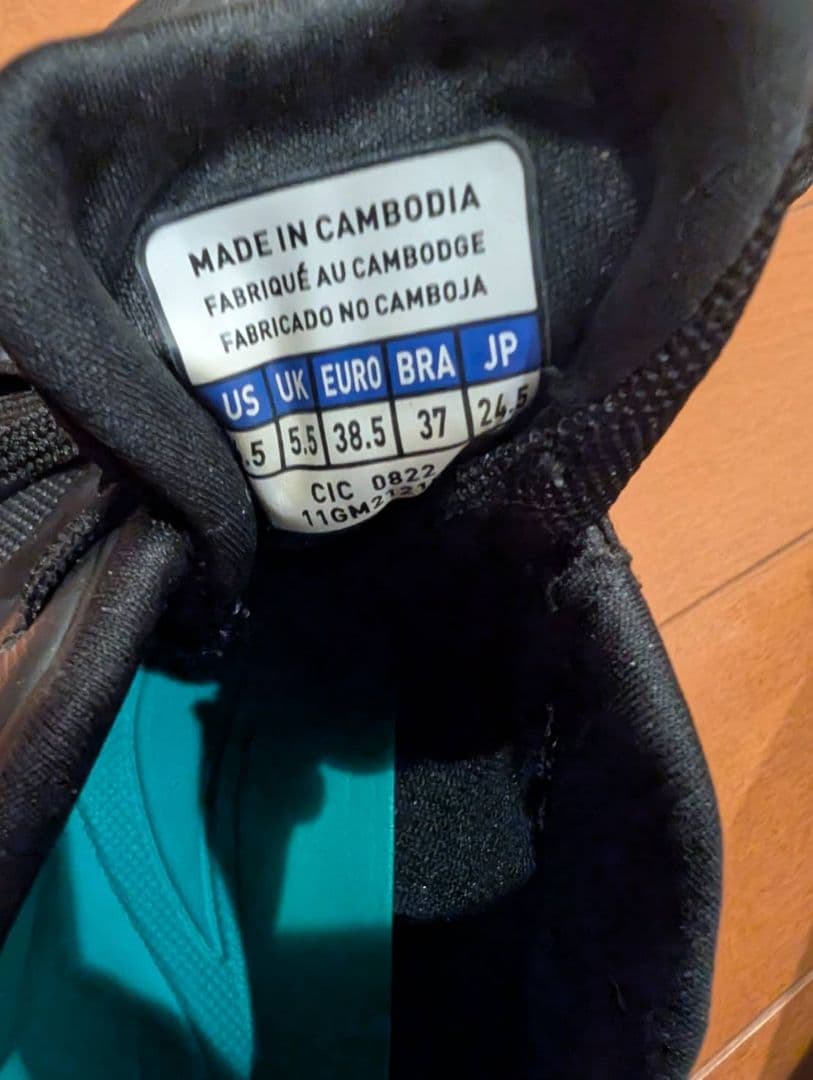 MADE IN CAMBODIA
FABRIQUÉ AU CAMBODGE
FABRICADO NO CAMBOJA
US UK EURO BRA JP
.5 5.5 38.5 37 24.5
CIC 0822